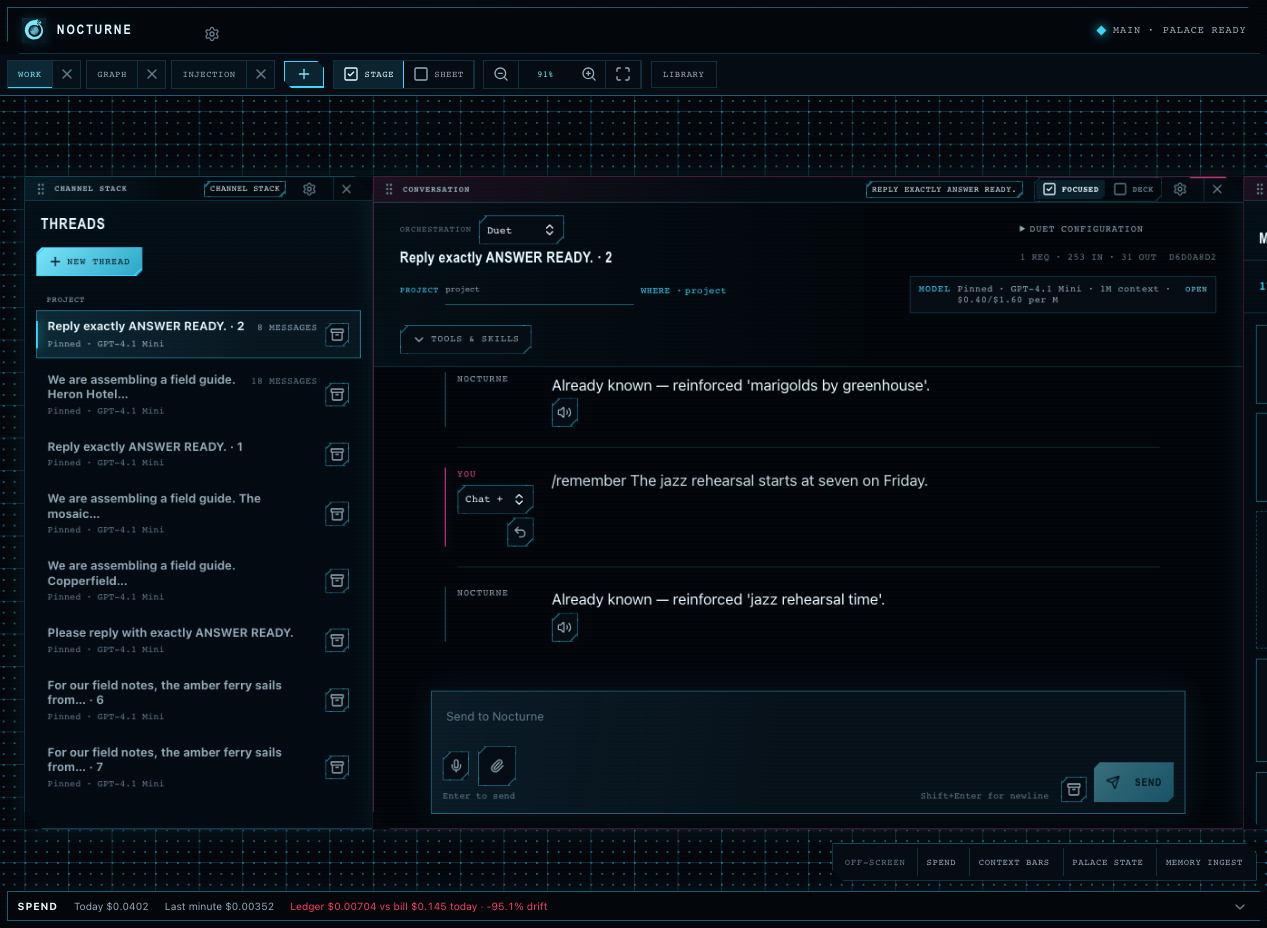 NOCTURNE
MAIN · PALACE READY
WORK
GRAPH
INJECTION
STAGE
SHEET
91%
LIBRARY
CHANNEL STACK
CHANNEL STACK
THREADS
+ NEW THREAD
PROJECT
Reply exactly ANSWER READY. · 2
8 MESSAGES
Pinned · GPT-4.1 Mini
We are assembling a field guide.
Heron Hotel...
18 MESSAGES
Pinned · GPT-4.1 Mini
Reply exactly ANSWER READY. · 1
Pinned · GPT-4.1 Mini
We are assembling a field guide. The
mosaic...
Pinned · GPT-4.1 Mini
We are assembling a field guide.
Copperfield...
Pinned · GPT-4.1 Mini
Please reply with exactly ANSWER READY.
Pinned · GPT-4.1 Mini
For our field notes, the amber ferry sails
from... · 6
Pinned · GPT-4.1 Mini
For our field notes, the amber ferry sails
from... · 7
Pinned · GPT-4.1 Mini
CONVERSATION
REPLY EXACTLY ANSWER READY.
FOCUSED
DECK
ORCHESTRATION
Duet
DUET CONFIGURATION
Reply exactly ANSWER READY. · 2
1 REQ · 253 IN · 31 OUT D6D0A8D2
PROJECT
project
WHERE · project
MODEL
Pinned · GPT-4.1 Mini · 1M context ·
$0.40/$1.60 per M
OPEN
TOOLS & SKILLS
NOCTURNE
Already known — reinforced 'marigolds by greenhouse'.
YOU
Chat +
/remember The jazz rehearsal starts at seven on Friday.
NOCTURNE
Already known — reinforced 'jazz rehearsal time'.
Send to Nocturne
Enter to send
Shift+Enter for newline
SEND
OFF-SCREEN
SPEND
CONTEXT BARS
PALACE STATE
MEMORY INGEST
SPEND
Today $0.0402
Last minute $0.00352
Ledger $0.00704 vs bill $0.145 today · -95.1% drift